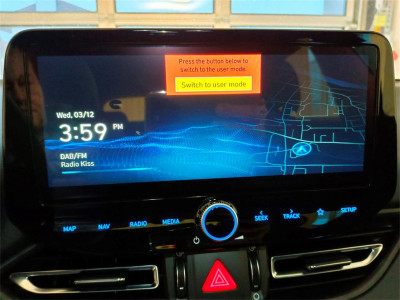 Press the button below to
switch to the user mode.
Switch to user mode
Wed, 03/12
3:59 PM
DAB/FM
Radio Kiss
MAP NAV RADIO MEDIA SEEK TRACK SETUP